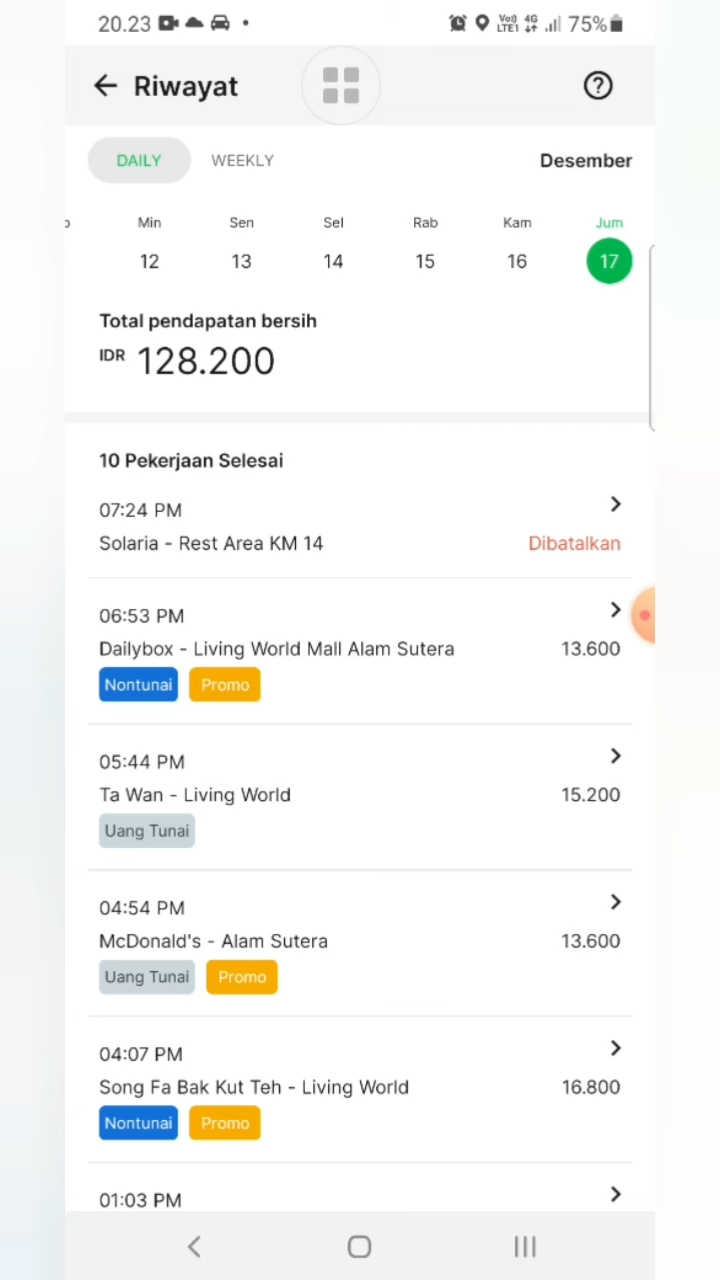 20.23 Vo)) 4G LTE1 75%
Riwayat
DAILY WEEKLY Desember
Min Sen Sel Rab Kam Jum
12 13 14 15 16 17
Total pendapatan bersih
IDR 128.200
10 Pekerjaan Selesai
07:24 PM
Solaria - Rest Area KM 14 Dibatalkan
06:53 PM
Dailybox - Living World Mall Alam Sutera 13.600
Nontunai Promo
05:44 PM
Ta Wan - Living World 15.200
Uang Tunai
04:54 PM
McDonald's - Alam Sutera 13.600
Uang Tunai Promo
04:07 PM
Song Fa Bak Kut Teh - Living World 16.800
Nontunai Promo
01:03 PM